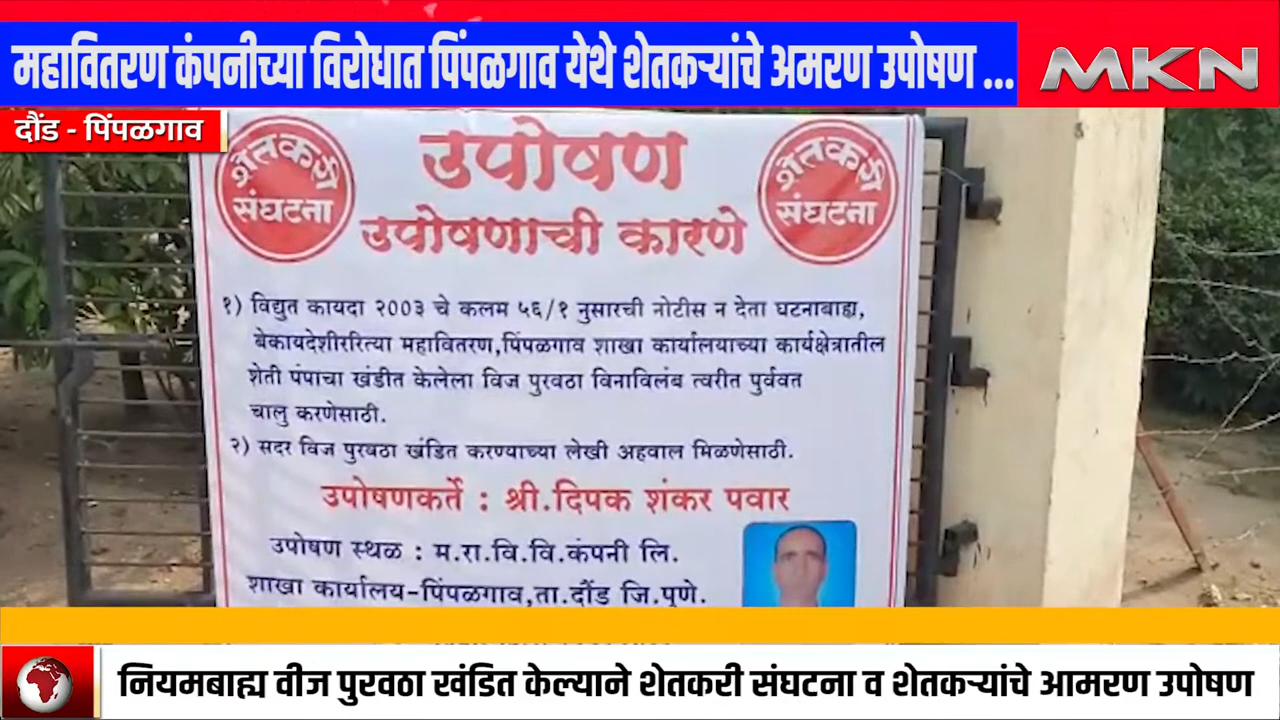 महावितरण कंपनीच्या विरोधात पिंपळगाव येथे शेतकऱ्यांचे अमरण उपोषण ...
MKN
दौंड - पिंपळगाव
शेतकरी संघटना
उपोषण
शेतकरी संघटना
उपोषणाची कारणे
१) विद्युत कायदा २००३ चे कलम ५६/१ नुसारची नोटीस न देता घटनाबाह्य,
बेकायदेशीररित्या महावितरण,पिंपळगाव शाखा कार्यालयाच्या कार्यक्षेत्रातील
शेती पंपाचा खंडीत केलेला विज पुरवठा विनाविलंब त्वरीत पुर्ववत
चालु करणेसाठी.
२) सदर विज पुरवठा खंडित करण्याच्या लेखी अहवाल मिळणेसाठी.
उपोषणकर्ते : श्री.दिपक शंकर पवार
उपोषण स्थळ : म.रा.वि.वि.कंपनी लि.
शाखा कार्यालय-पिंपळगाव,ता.दौंड जि.पुणे.
नियमबाह्य वीज पुरवठा खंडित केल्याने शेतकरी संघटना व शेतकऱ्यांचे आमरण उपोषण